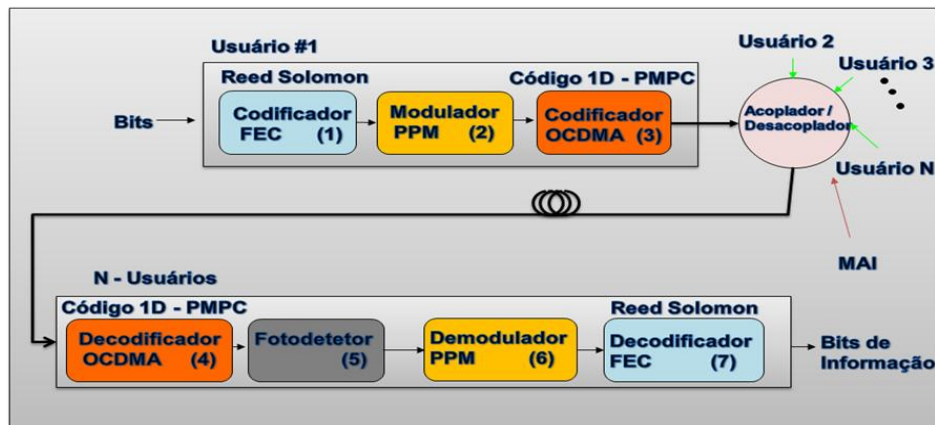 Usuário #1
Usuário 2
Usuário 3
Reed Solomon
Código 1D - PMPC
Bits
Codificador
FEC (1)
Modulador
PPM (2)
Codificador
OCDMA (3)
Acoplador /
Desacoplador
Usuário N
MAI
N - Usuários
Código 1D - PMPC
Reed Solomon
Decodificador
OCDMA (4)
Fotodetetor
(5)
Demodulador
PPM (6)
Decodificador
FEC (7)
Bits de
Informação